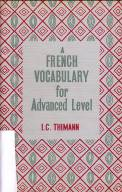 A
FRENCH
VOCABULARY
for
Advanced Level
I.C. THIMANN